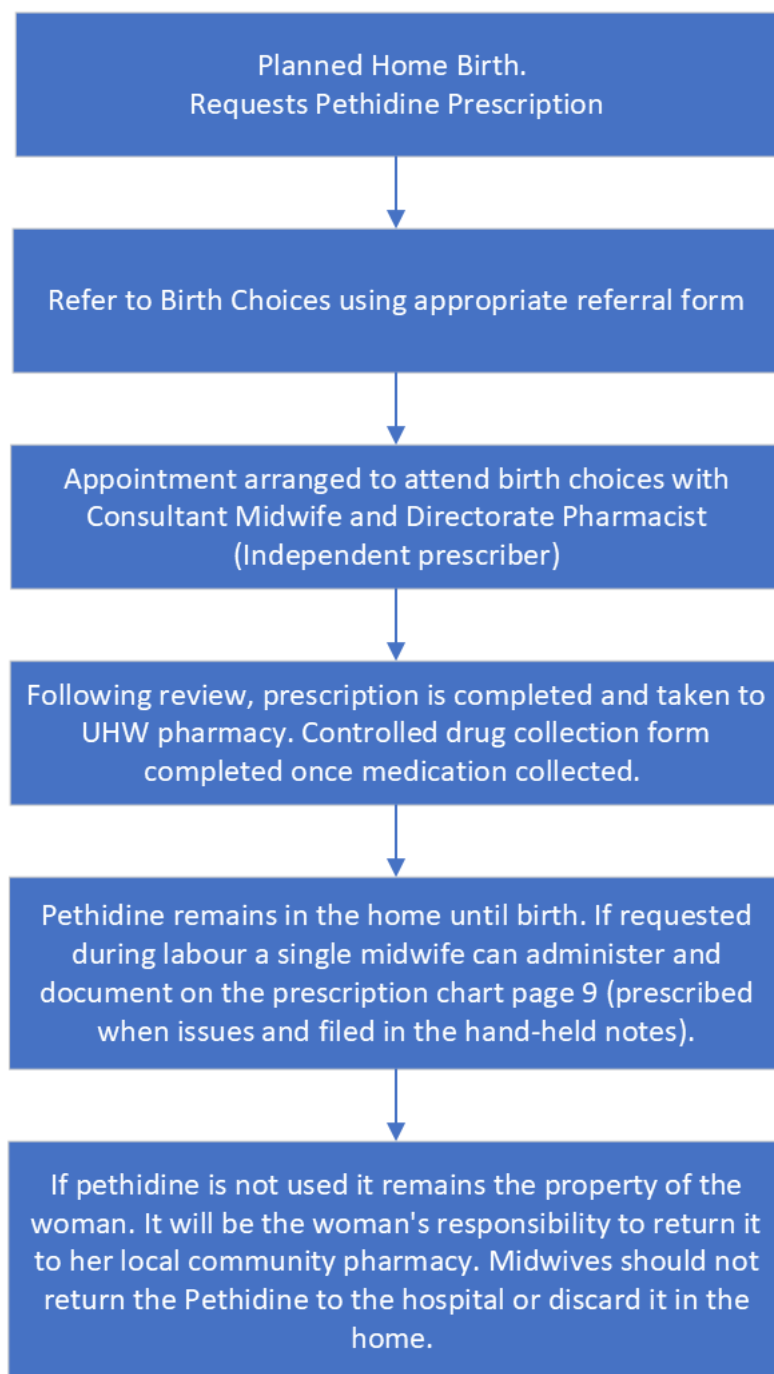 Planned Home Birth.
Requests Pethidine Prescription
Refer to Birth Choices using appropriate referral form
Appointment arranged to attend birth choices with
Consultant Midwife and Directorate Pharmacist
(Independent prescriber)
Following review, prescription is completed and taken to
UHW pharmacy. Controlled drug collection form
completed once medication collected.
Pethidine remains in the home until birth. If requested
during labour a single midwife can administer and
document on the prescription chart page 9 (prescribed
when issues and filed in the hand-held notes).
If pethidine is not used it remains the property of the
woman. It will be the woman's responsibility to return it
to her local community pharmacy. Midwives should not
return the Pethidine to the hospital or discard it in the
home.